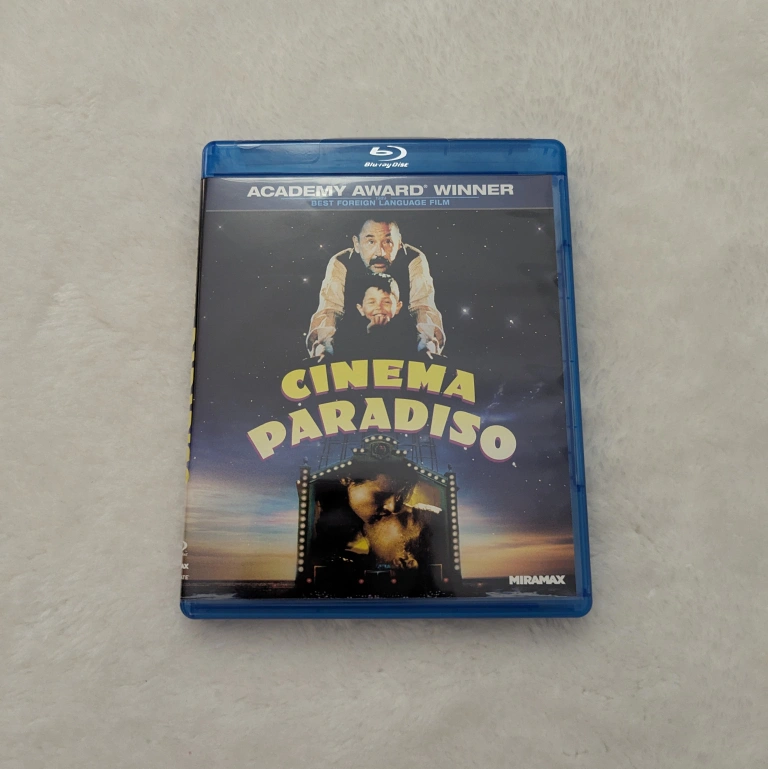 Blu-ray Disc
ACADEMY AWARD® WINNER
BEST FOREIGN LANGUAGE FILM
CINEMA
PARADISO
MIRAMAX